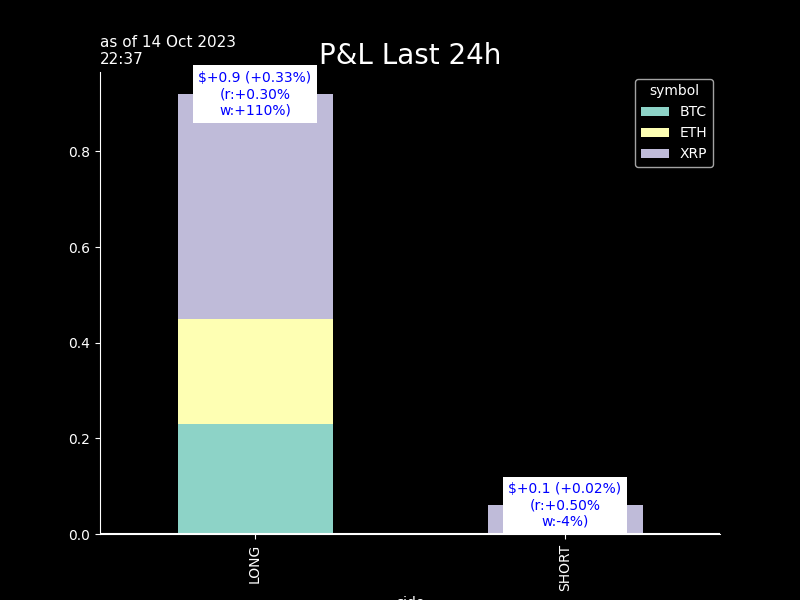 as of 14 Oct 2023
22:37
P&L Last 24h
$+0.9 (+0.33%)
(r:+0.30%
w:+110%)
symbol
BTC
ETH
XRP
0.8
0.6
0.4
0.2
0.0
$+0.1 (+0.02%)
(r:+0.50%
w:-4%)
LONG
SHORT
side